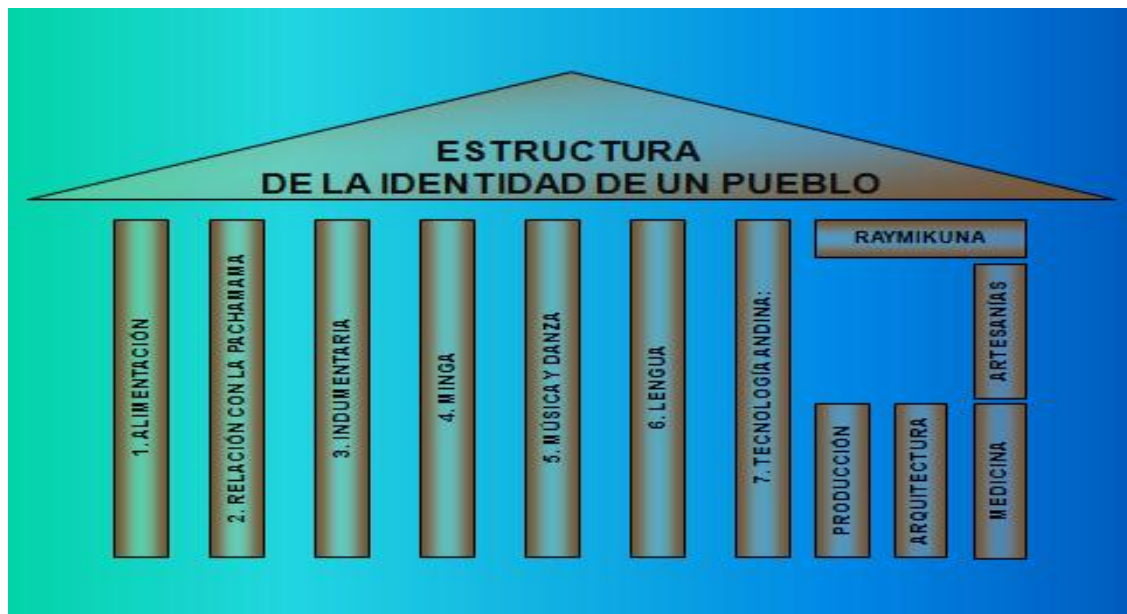 ESTRUCTURA
DE LA IDENTIDAD DE UN PUEBLO
1. ALIMENTACIÓN
2. RELACIÓN CON LA PACHAMAMA
3. INDUMENTARIA
4. MINGA
5. MÚSICA Y DANZA
6. LENGUA
7. TECNOLOGÍA ANDINA:
RAYMIKUNA
PRODUCCIÓN
ARQUITECTURA
ARTESANÍAS
MEDICINA